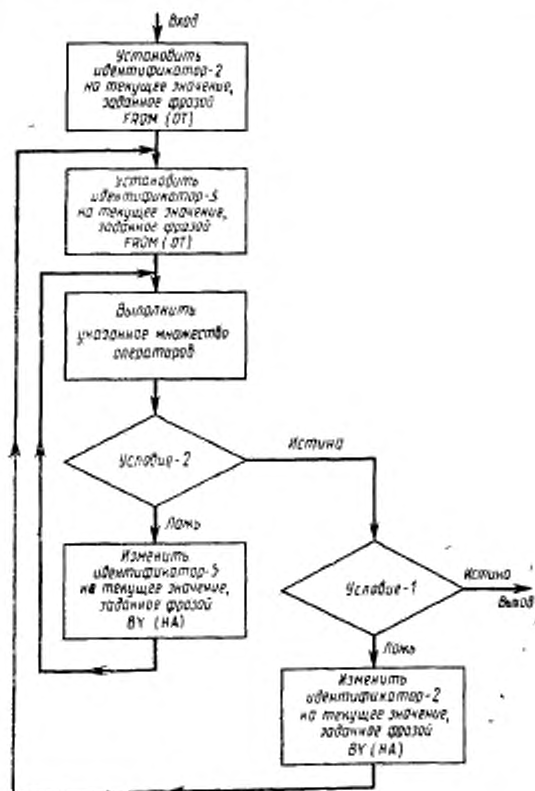 Вход
Установить
идентификатор-2
на текущее значение,
заданное фразой
FROM (ОТ)
Установить
идентификатор-5
на текущее значение,
заданное фразой
FROM (ОТ)
Выполнить
указанное множество
операторов
Условие-2
Истина
Ложь
Изменить
идентификатор-5
на текущее значение,
заданное фразой
BY (НА)
Условие-1
Истина
Выход
Ложь
Изменить
идентификатор-2
на текущее значение,
заданное фразой
BY (НА)